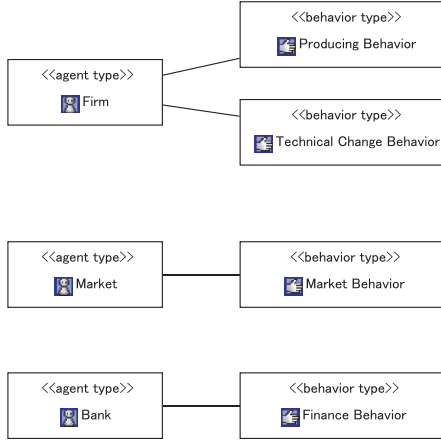 <<behavior type>>
Producing Behavior
<<agent type>>
Firm
<<behavior type>>
Technical Change Behavior
<<agent type>>
Market
<<behavior type>>
Market Behavior
<<agent type>>
Bank
<<behavior type>>
Finance Behavior